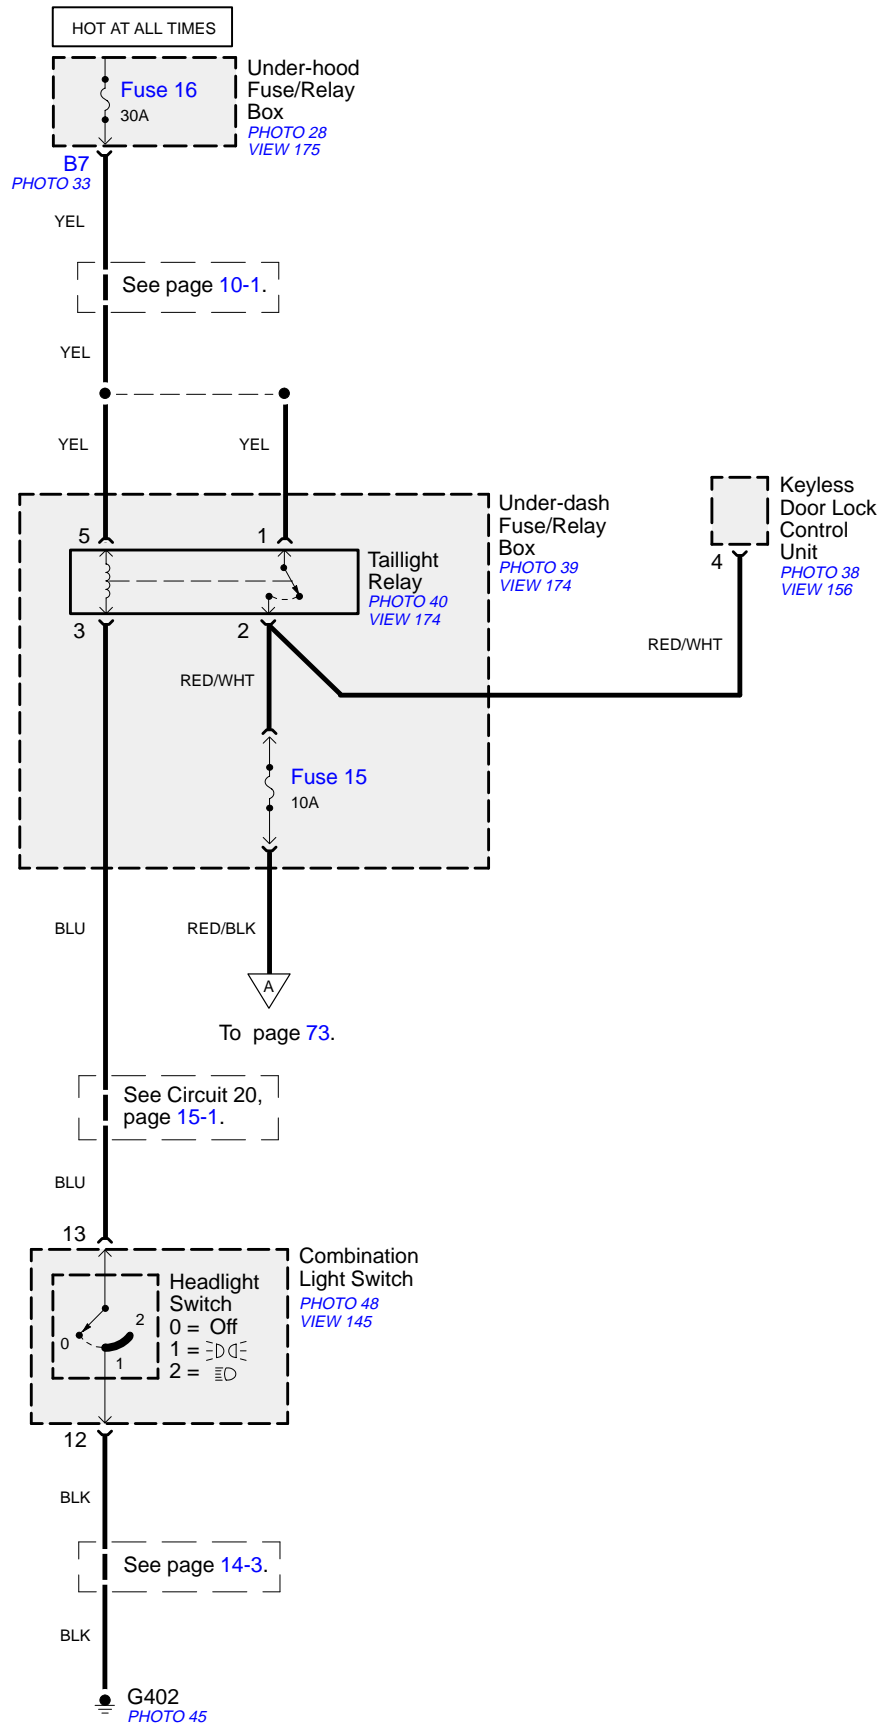 HOT AT ALL TIMES
Fuse 16
30A
Under-hood
Fuse/Relay
Box
PHOTO 28
VIEW 175
B7
PHOTO 33
YEL
See page 10-1.
YEL
YEL
YEL
5
1
Taillight
Relay
PHOTO 40
VIEW 174
Under-dash
Fuse/Relay
Box
PHOTO 39
VIEW 174
Keyless
Door Lock
Control
Unit
PHOTO 38
VIEW 156
4
3
2
RED/WHT
RED/WHT
Fuse 15
10A
BLU
RED/BLK
A
To page 73.
See Circuit 20,
page 15-1.
BLU
13
Combination
Light Switch
PHOTO 48
VIEW 145
Headlight
Switch
0 = Off
1 =
2 =
0
1
2
12
BLK
See page 14-3.
BLK
G402
PHOTO 45